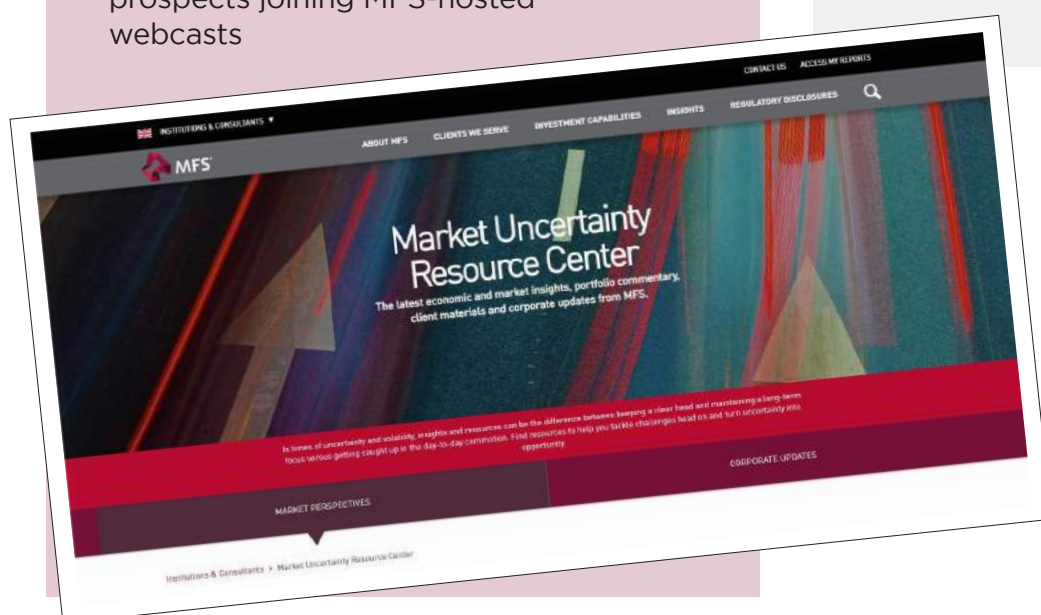 prospects joining MFS-hosted
webcasts
CONTACT US ACCESS MY REPORTS
INSTITUTIONS & CONSULTANTS
ABOUT MFS CLIENTS WE SERVE INVESTMENT CAPABILITIES INSIGHTS REGULATORY DISCLOSURES
MFS®
Market Uncertainty
Resource Center
The latest economic and market insights, portfolio commentary,
client materials and corporate updates from MFS.
In times of uncertainty and volatility, insights and resources can be the difference between keeping a clear head and maintaining a long-term
focus versus getting caught up in the day-to-day commotion. Find resources to help you tackle challenges head on and turn uncertainty into
opportunity.
MARKET PERSPECTIVES CORPORATE UPDATES
Institutions & Consultants > Market Uncertainty Resource Center